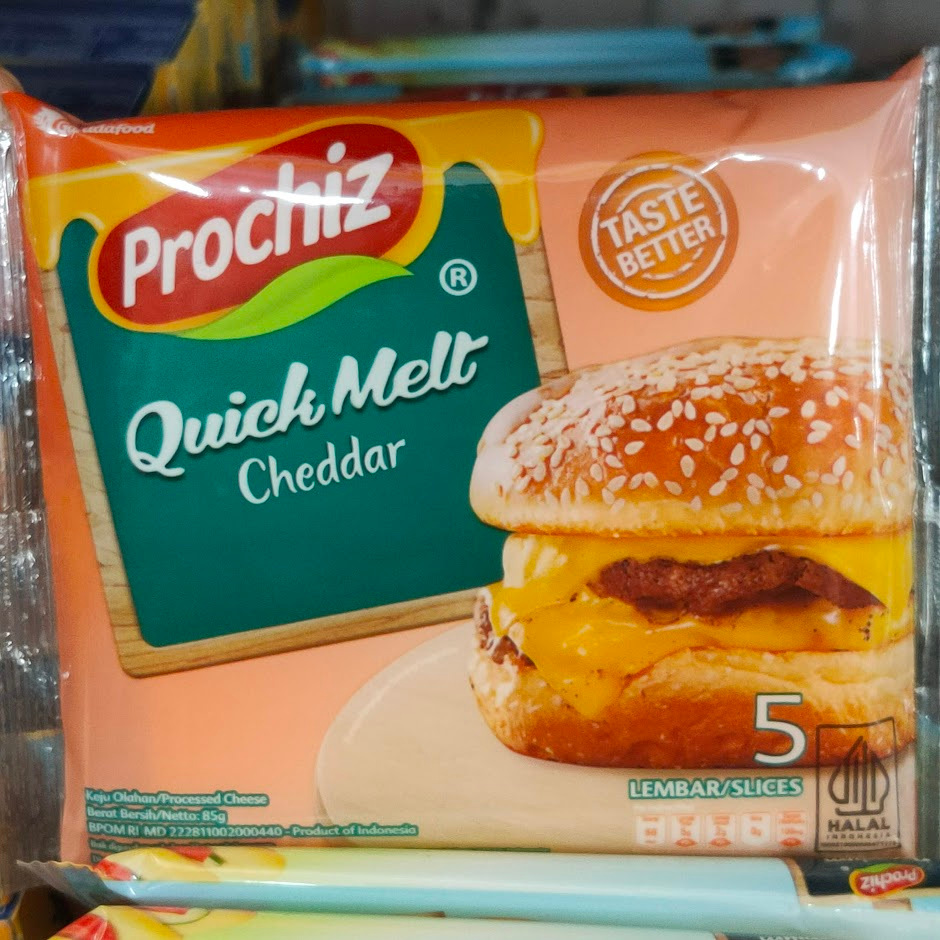 Prochiz
®
Quick Melt
Cheddar
TASTE
BETTER
5
LEMBAR/SLICES
HALAL
INDONESIA
Keju Olahan/Processed Cheese
Berat Bersih/Netto: 85g
BPOM RI MD 222811002000440 - Product of Indonesia
Prochiz